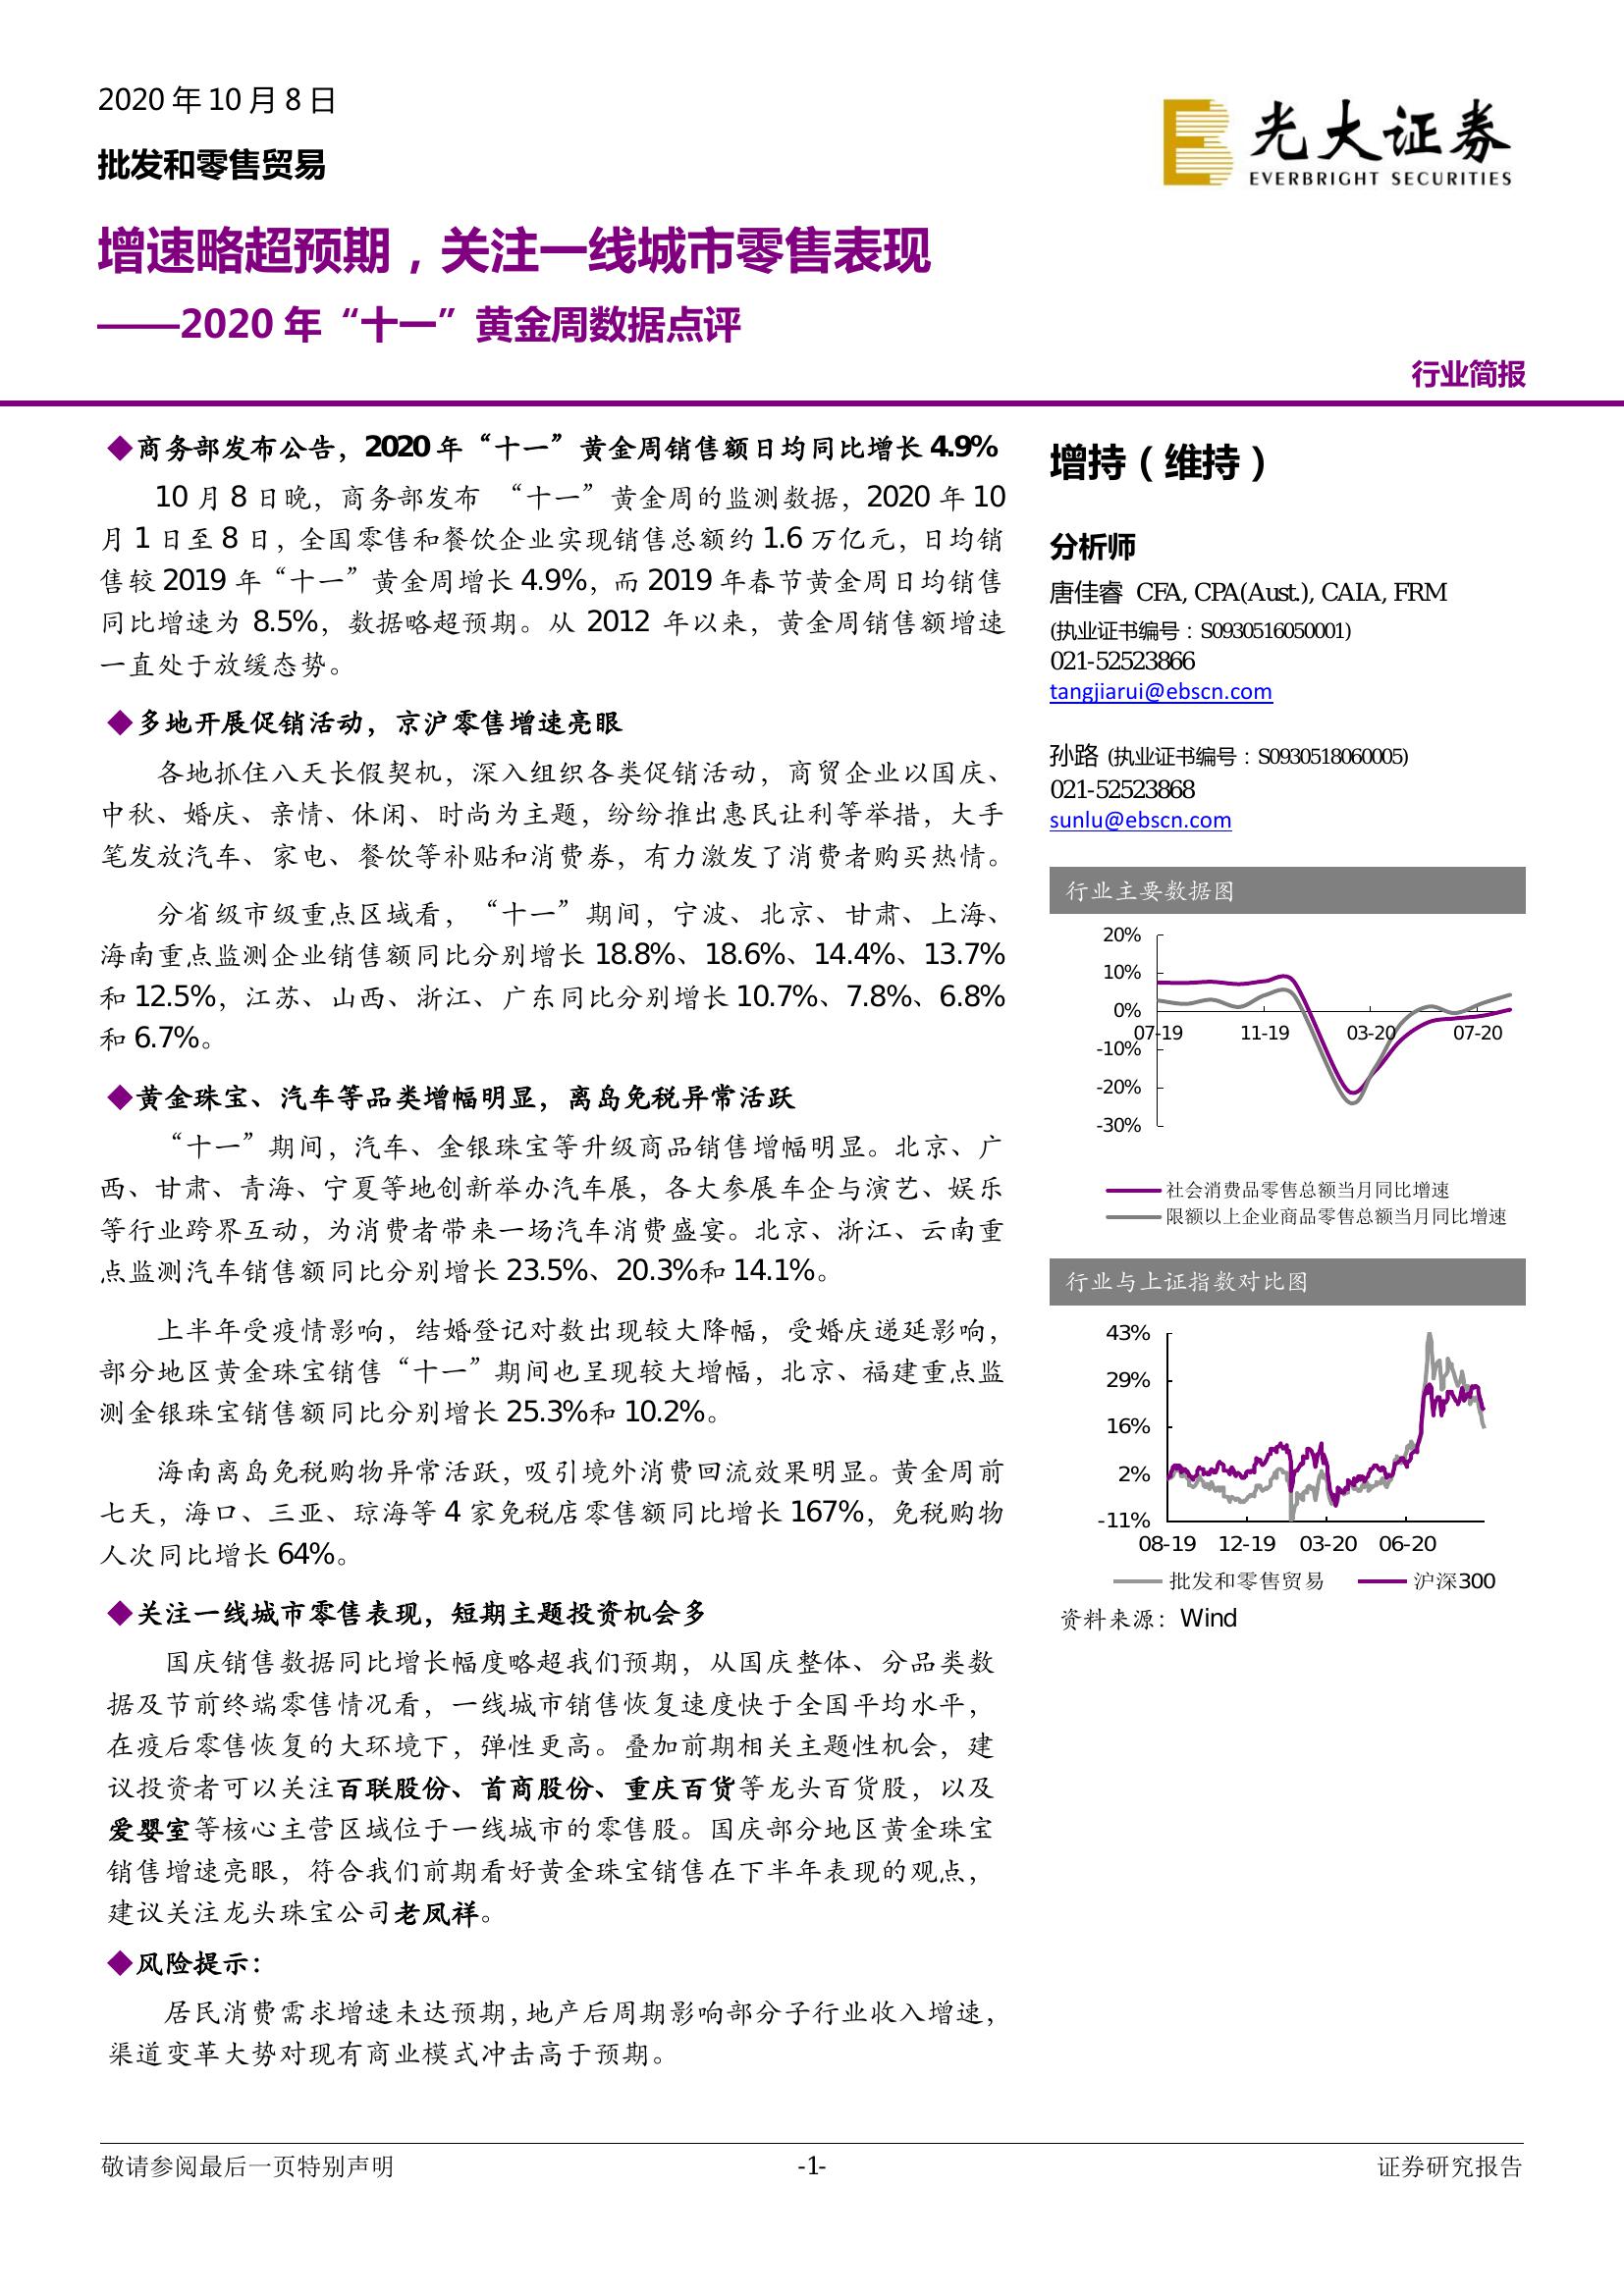 2020 年 10 月 8 日
批发和零售贸易
光大证券
EVERBRIGHT SECURITIES
增速略超预期，关注一线城市零售表现
——2020 年“十一”黄金周数据点评
行业简报
◆商务部发布公告，2020 年“十一”黄金周销售额日均同比增长 4.9%
10 月 8 日晚，商务部发布 “十一”黄金周的监测数据，2020 年 10
月 1 日至 8 日，全国零售和餐饮企业实现销售总额约 1.6 万亿元，日均销
售较 2019 年“十一”黄金周增长 4.9%，而 2019 年春节黄金周日均销售
同比增速为 8.5%，数据略超预期。从 2012 年以来，黄金周销售额增速
一直处于放缓态势。
◆多地开展促销活动，京沪零售增速亮眼
各地抓住八天长假契机，深入组织各类促销活动，商贸企业以国庆、
中秋、婚庆、亲情、休闲、时尚为主题，纷纷推出惠民让利等举措，大手
笔发放汽车、家电、餐饮等补贴和消费券，有力激发了消费者购买热情。
分省级市级重点区域看，“十一”期间，宁波、北京、甘肃、上海、
海南重点监测企业销售额同比分别增长 18.8%、18.6%、14.4%、13.7%
和 12.5%，江苏、山西、浙江、广东同比分别增长 10.7%、7.8%、6.8%
和 6.7%。
◆黄金珠宝、汽车等品类增幅明显，离岛免税异常活跃
“十一”期间，汽车、金银珠宝等升级商品销售增幅明显。北京、广
西、甘肃、青海、宁夏等地创新举办汽车展，各大参展车企与演艺、娱乐
等行业跨界互动，为消费者带来一场汽车消费盛宴。北京、浙江、云南重
点监测汽车销售额同比分别增长 23.5%、20.3%和 14.1%。
上半年受疫情影响，结婚登记对数出现较大降幅，受婚庆递延影响，
部分地区黄金珠宝销售“十一”期间也呈现较大增幅，北京、福建重点监
测金银珠宝销售额同比分别增长 25.3%和 10.2%。
海南离岛免税购物异常活跃，吸引境外消费回流效果明显。黄金周前
七天，海口、三亚、琼海等 4 家免税店零售额同比增长 167%，免税购物
人次同比增长 64%。
◆关注一线城市零售表现，短期主题投资机会多
国庆销售数据同比增长幅度略超我们预期，从国庆整体、分品类数
据及节前终端零售情况看，一线城市销售恢复速度快于全国平均水平，
在疫后零售恢复的大环境下，弹性更高。叠加前期相关主题性机会，建
议投资者可以关注百联股份、首商股份、重庆百货等龙头百货股，以及
爱婴室等核心主营区域位于一线城市的零售股。国庆部分地区黄金珠宝
销售增速亮眼，符合我们前期看好黄金珠宝销售在下半年表现的观点，
建议关注龙头珠宝公司老凤祥。
◆风险提示：
居民消费需求增速未达预期，地产后周期影响部分子行业收入增速，
渠道变革大势对现有商业模式冲击高于预期。
增持（维持）
分析师
唐佳睿 CFA, CPA(Aust.), CAIA, FRM
(执业证书编号：S0930516050001)
021-52523866
tangjiarui@ebscn.com
孙路 (执业证书编号：S0930518060005)
021-52523868
sunlu@ebscn.com
行业主要数据图
20%
10%
0%
07-19 11-19 03-20 07-20
-10%
-20%
-30%
社会消费品零售总额当月同比增速
限额以上企业商品零售总额当月同比增速
行业与上证指数对比图
43%
29%
16%
2%
-11%
08-19 12-19 03-20 06-20
批发和零售贸易 沪深300
资料来源：Wind
敬请参阅最后一页特别声明 -1- 证券研究报告